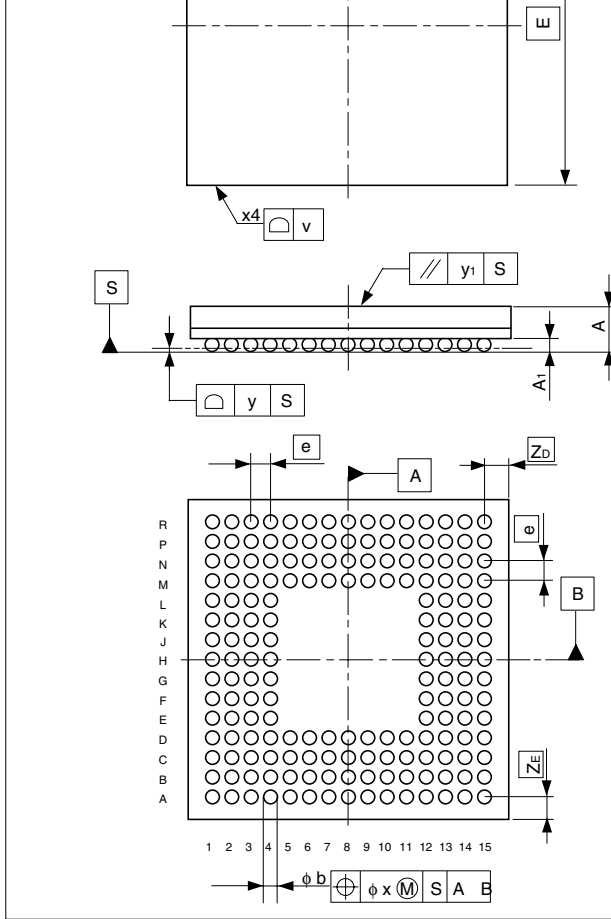 E
x4 ⌓ v
// y1 S
S
A
A1
⌓ y S
e
ZD
A
R
P
N
e
M
L
B
K
J
H
G
F
E
D
C
B
ZE
A
1 2 3 4 5 6 7 8 9 10 11 12 13 14 15
ϕ b ⌖ ϕ x Ⓜ S A B